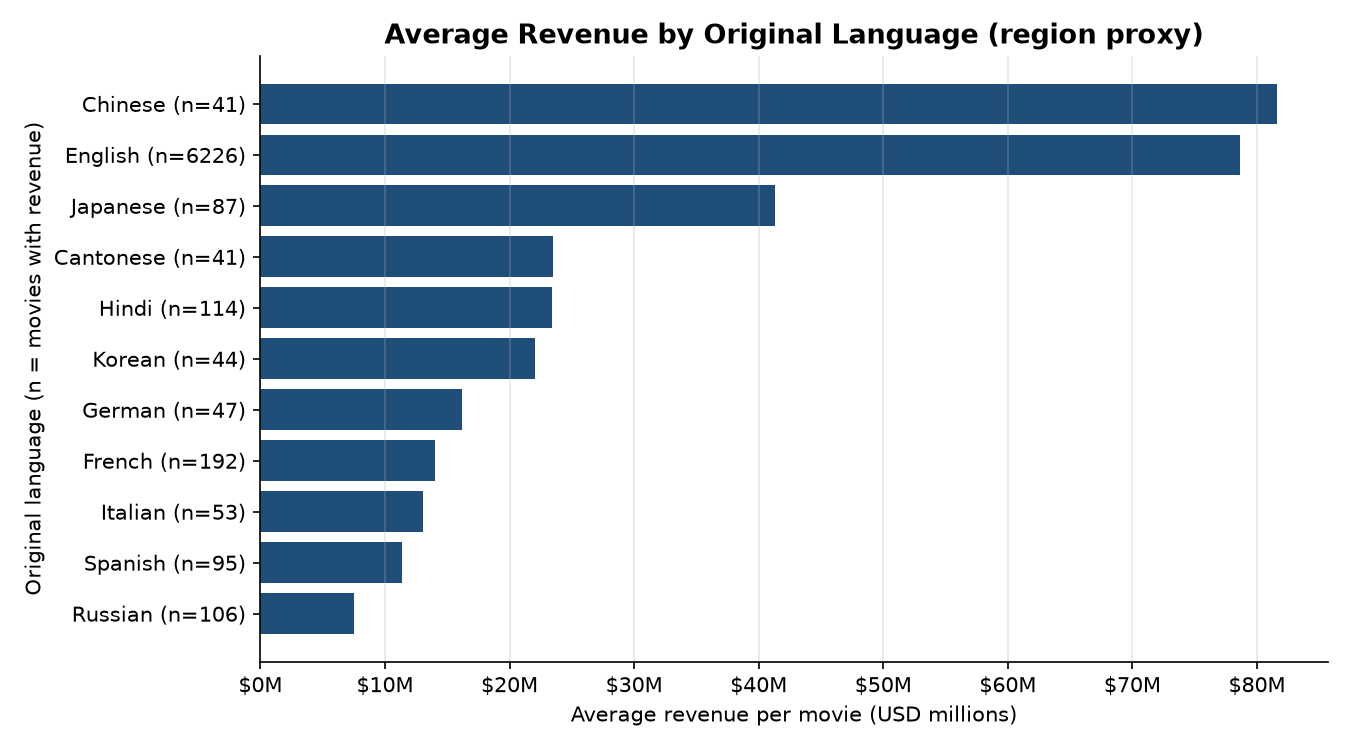 Average Revenue by Original Language (region proxy)
Original language (n = movies with revenue)
Chinese (n=41)
English (n=6226)
Japanese (n=87)
Cantonese (n=41)
Hindi (n=114)
Korean (n=44)
German (n=47)
French (n=192)
Italian (n=53)
Spanish (n=95)
Russian (n=106)
$0M $10M $20M $30M $40M $50M $60M $70M $80M
Average revenue per movie (USD millions)